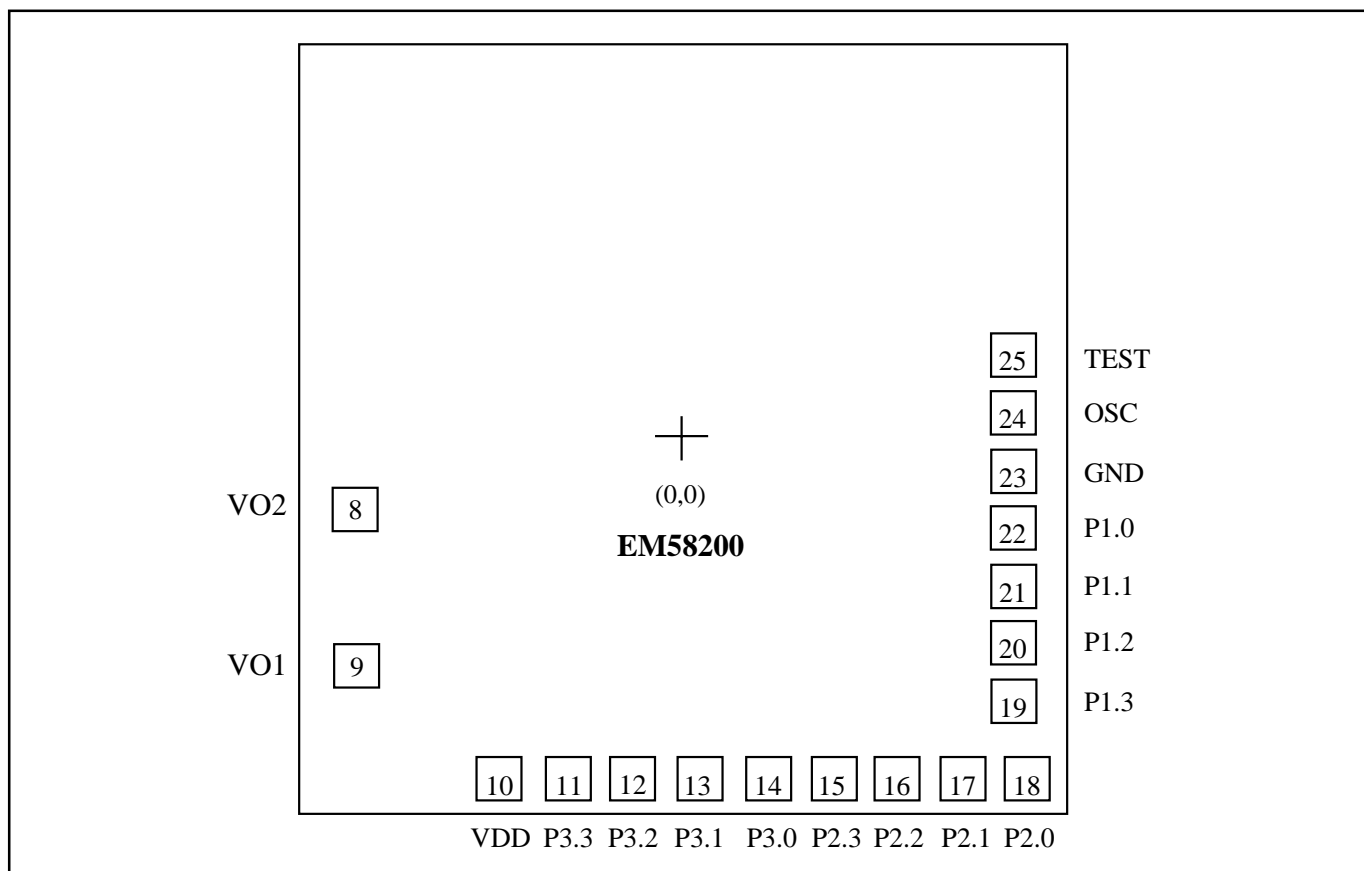 25 TEST
24 OSC
23 GND
(0,0)
VO2 8 22 P1.0
EM58200
21 P1.1
20 P1.2
VO1 9
19 P1.3
10 11 12 13 14 15 16 17 18
VDD P3.3 P3.2 P3.1 P3.0 P2.3 P2.2 P2.1 P2.0